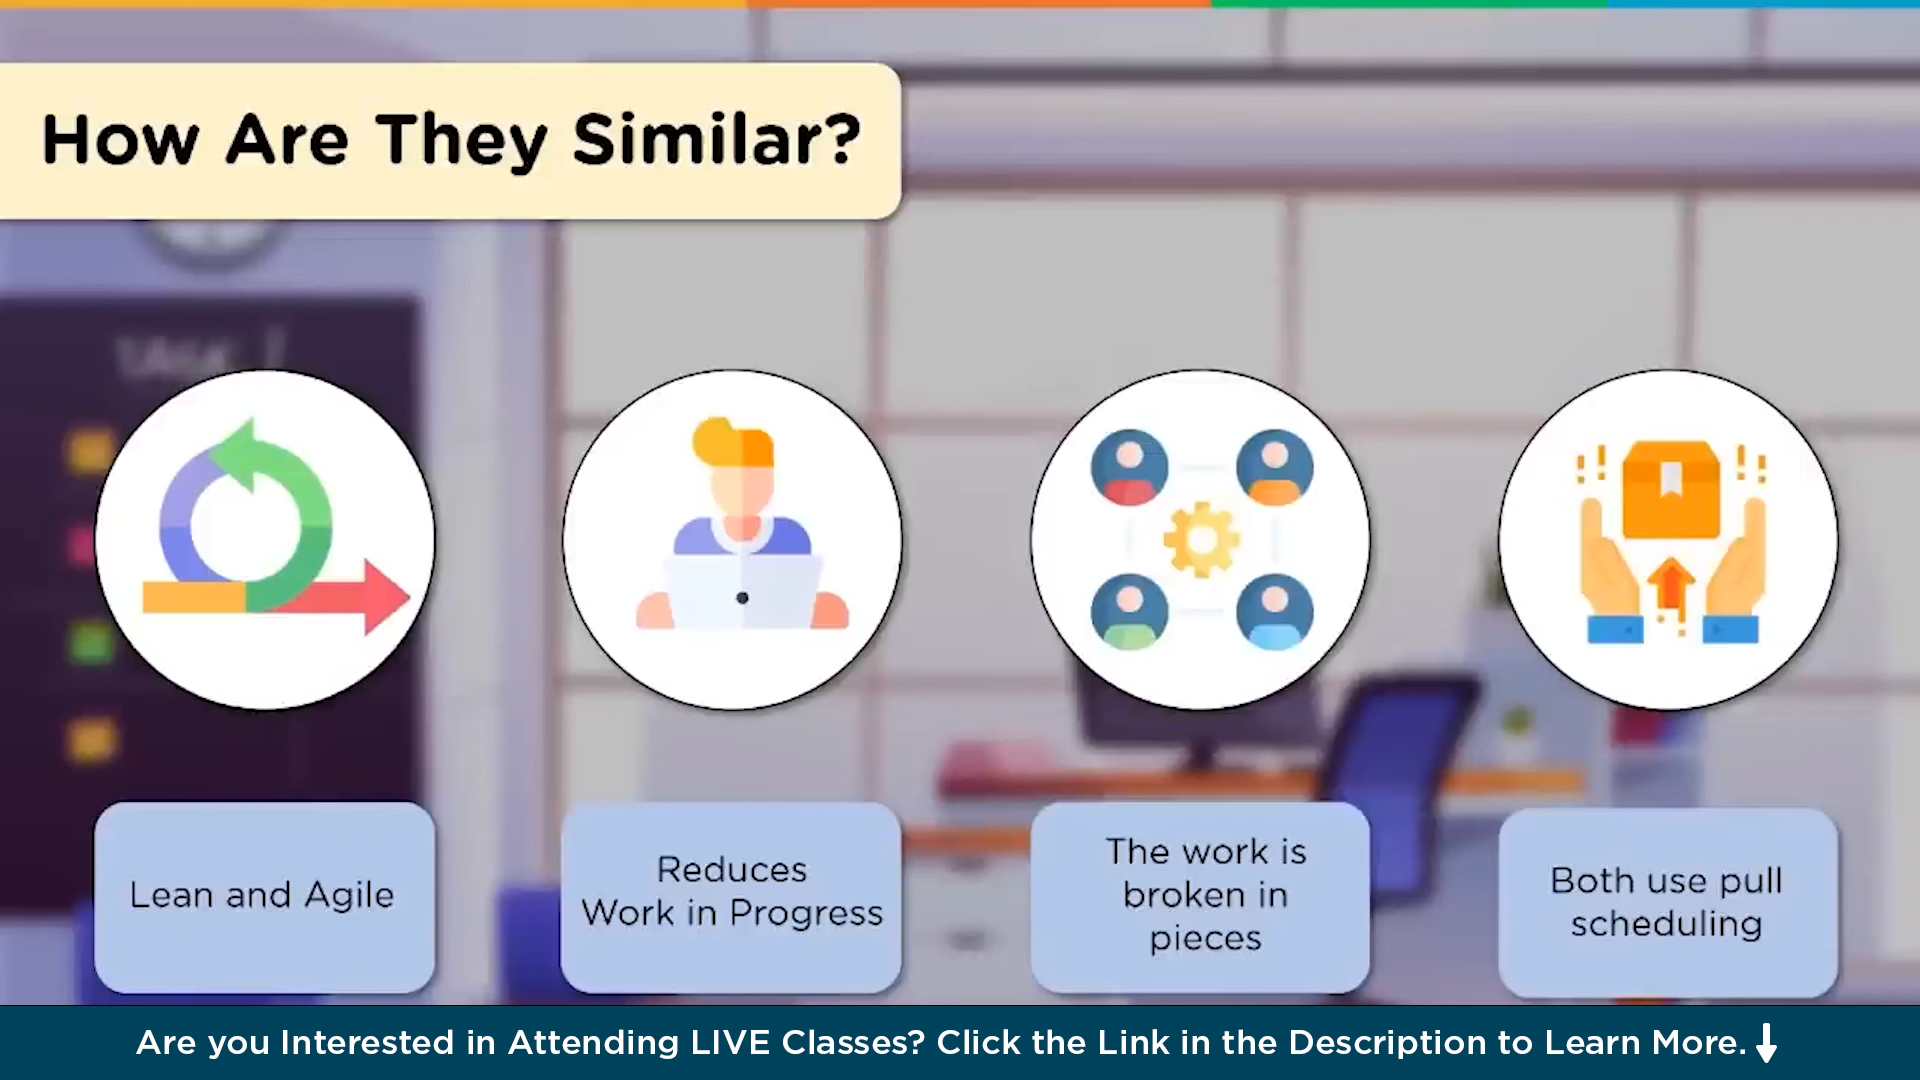 How Are They Similar?
TASK
Lean and Agile
Reduces
Work in Progress
The work is
broken in
pieces
Both use pull
scheduling
Are you Interested in Attending LIVE Classes? Click the Link in the Description to Learn More.